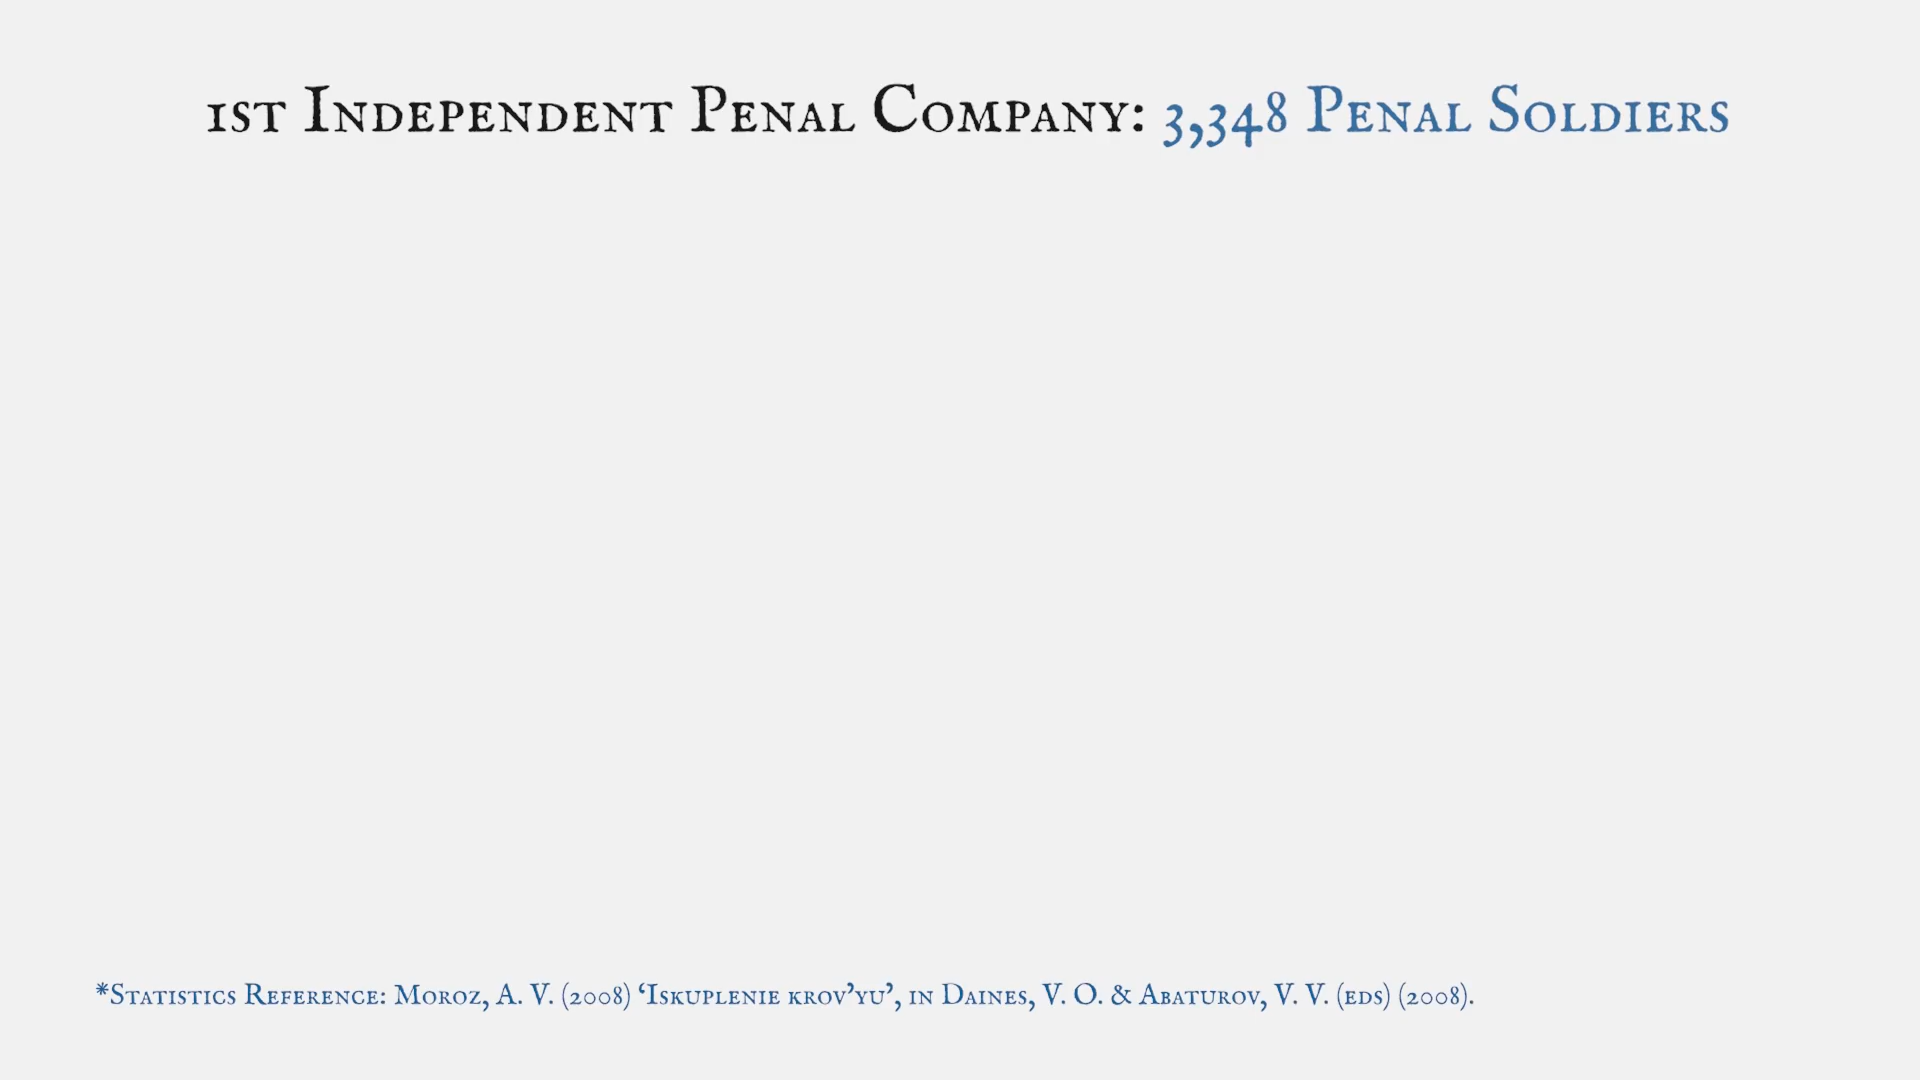 1st Independent Penal Company: 3,348 Penal Soldiers
*Statistics Reference: Moroz, A. V. (2008) ‘Iskuplenie krov’yu’, in Daines, V. O. & Abaturov, V. V. (eds) (2008).